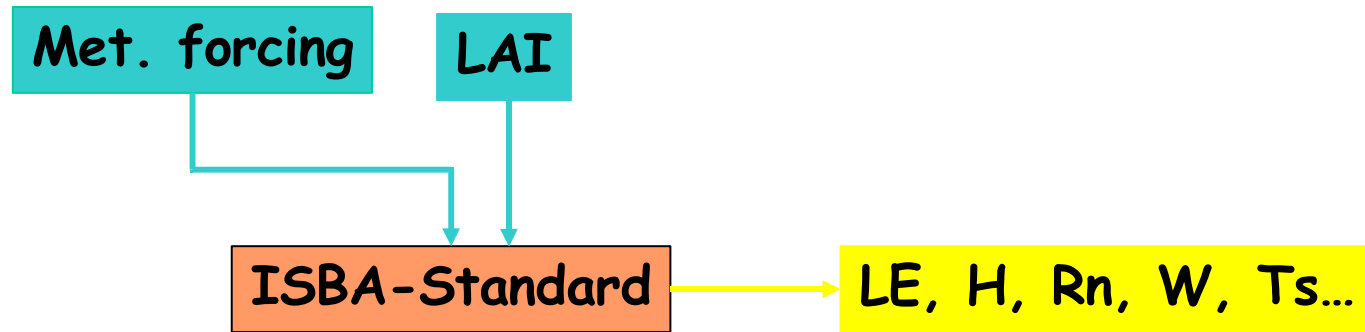 Met. forcing
LAI
ISBA-Standard
LE, H, Rn, W, Ts...